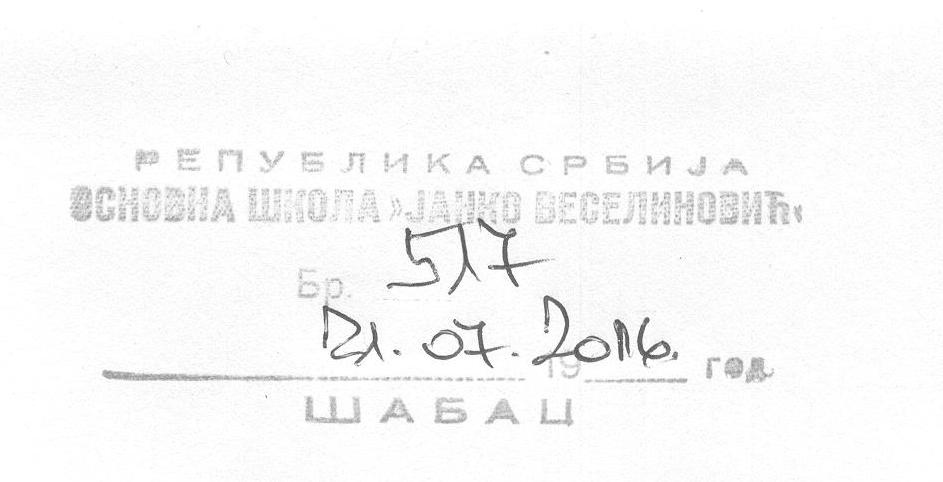 РЕПУБЛИКА СРБИЈА
ОСНОВНА ШКОЛА »ЈАНКО ВЕСЕЛИНОВИЋ«
Бр. 517
21.07.2016. 19 год
ШАБАЦ